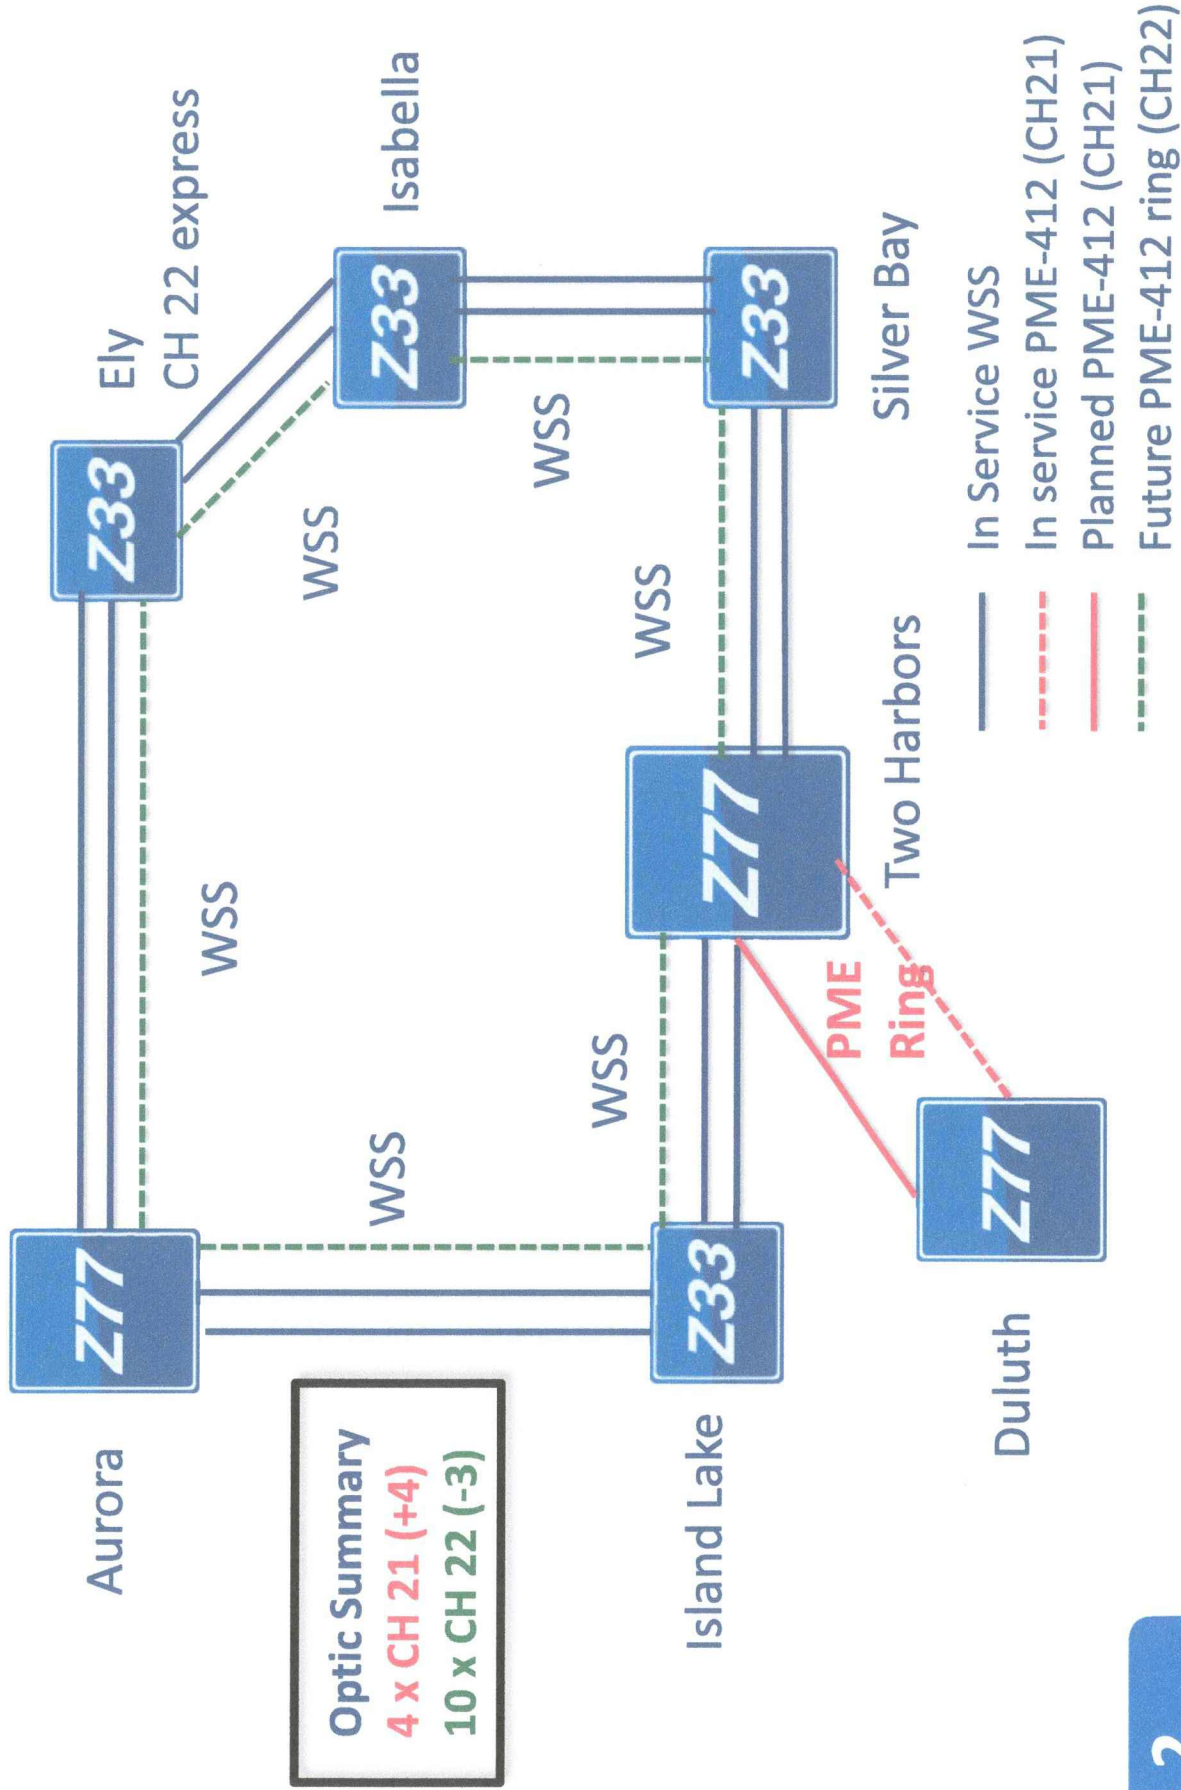 Aurora
Z77
WSS
Z33
Ely
CH 22 express
WSS
Z33
Isabella
WSS
Optic Summary
4 x CH 21 (+4)
10 x CH 22 (-3)
WSS
Island Lake
Z33
WSS
Z77
Two Harbors
WSS
Z33
Silver Bay
PME
Ring
Duluth
Z77
In Service WSS
In service PME-412 (CH21)
Planned PME-412 (CH21)
Future PME-412 ring (CH22)
2